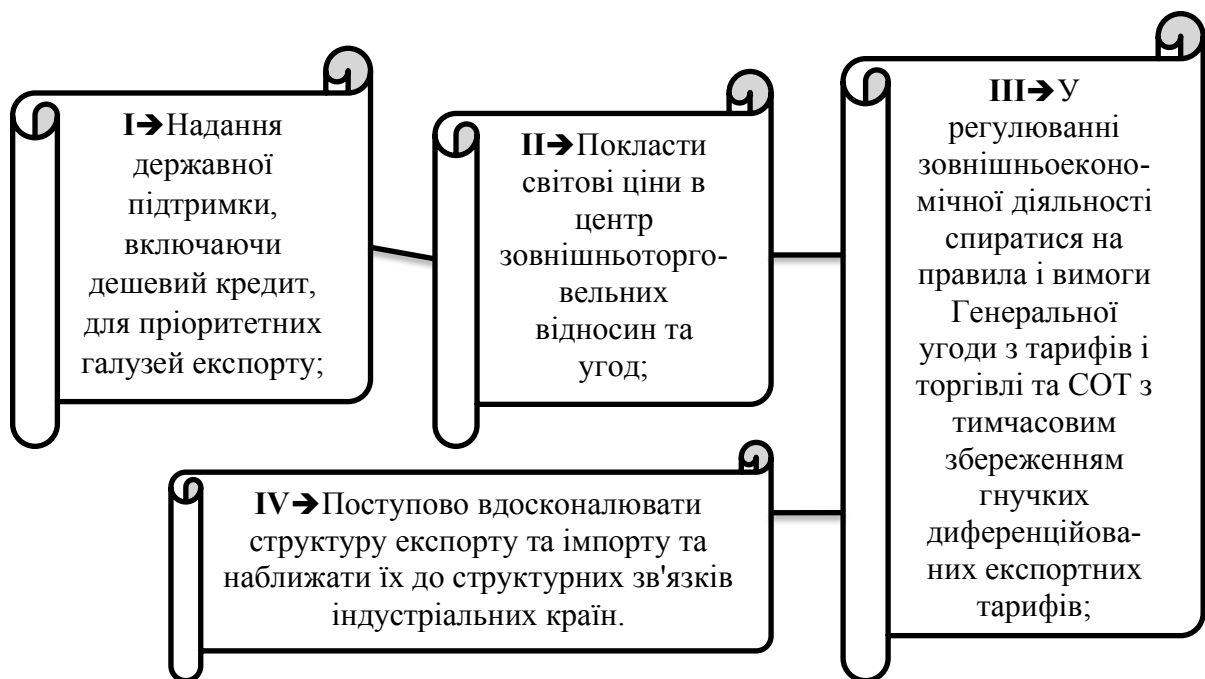 I➔Надання
державної
підтримки,
включаючи
дешевий кредит,
для пріоритетних
галузей експорту;
II➔Покласти
світові ціни в
центр
зовнішньоторго-
вельних
відносин та
угод;
III➔У
регулюванні
зовнішньоеконо-
мічної діяльності
спиратися на
правила і вимоги
Генеральної
угоди з тарифів і
торгівлі та СОТ з
тимчасовим
збереженням
гнучких
диференційова-
них експортних
тарифів;
IV➔Поступово вдосконалювати
структуру експорту та імпорту та
наближати їх до структурних зв'язків
індустріальних країн.